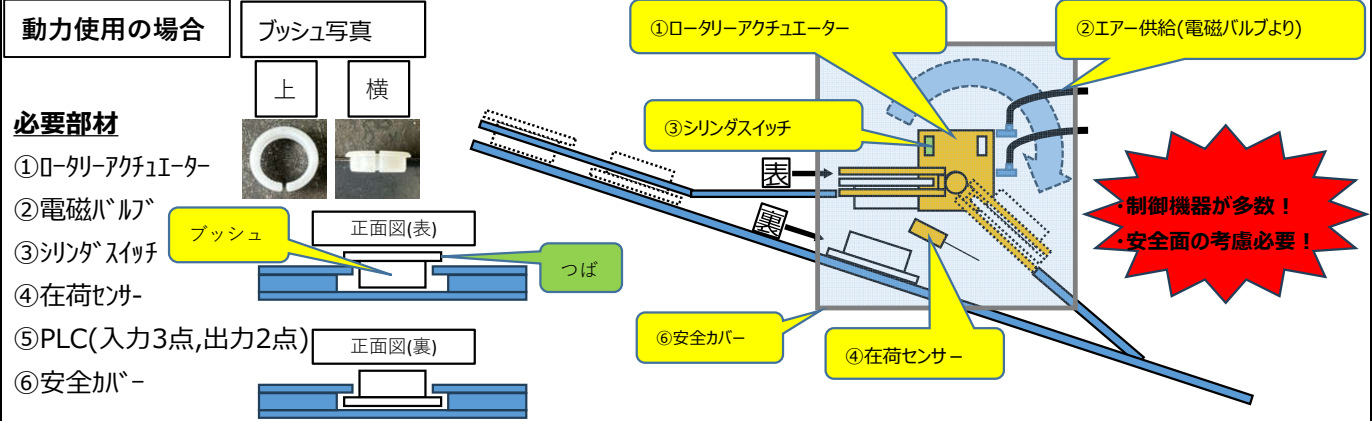 動力使用の場合
ブッシュ写真
上
横
必要部材
①ロータリーアクチュエーター
②電磁バルブ
③シリンダスイッチ
④在荷センサー
⑤PLC(入力3点,出力2点)
⑥安全カバー
ブッシュ
正面図(表)
つば
正面図(裏)
①ロータリーアクチュエーター
②エアー供給(電磁バルブより)
③シリンダスイッチ
表
裏
⑥安全カバー
④在荷センサー
・制御機器が多数！
・安全面の考慮必要！